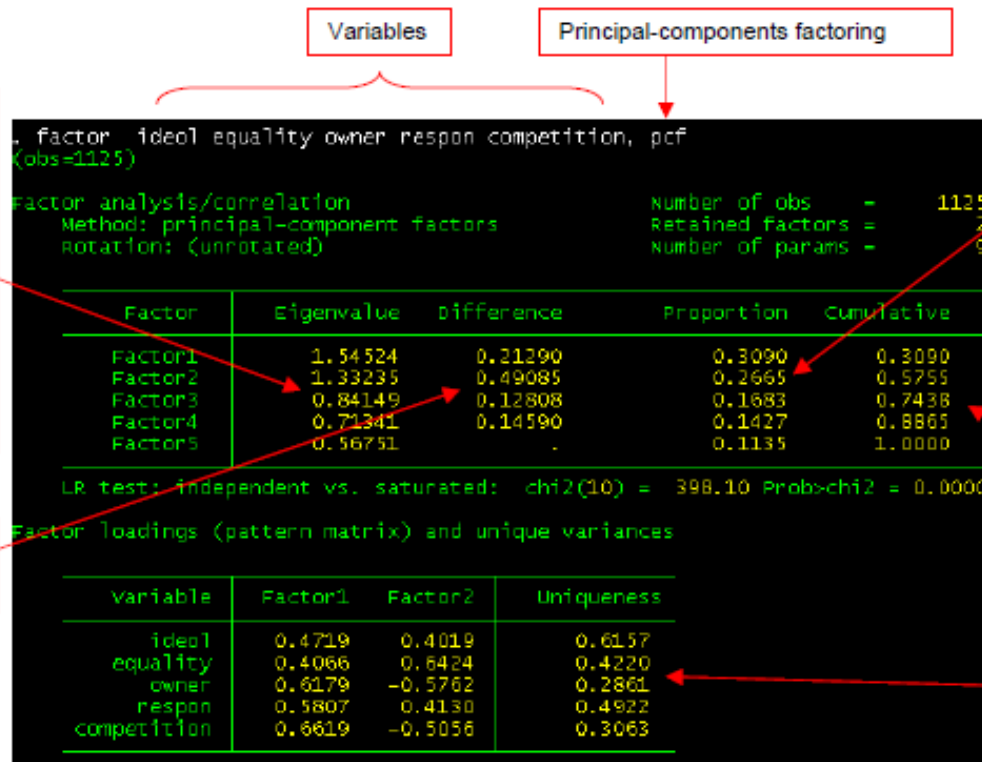 Variables
Principal-components factoring
. factor ideol equality owner respon competition, pcf
(obs=1125)
Factor analysis/correlation Number of obs = 1125
Method: principal-component factors Retained factors = 2
Rotation: (unrotated) Number of params = 9
Factor Eigenvalue Difference Proportion Cumulative
Factor1 1.54524 0.21290 0.3090 0.3090
Factor2 1.33235 0.49085 0.2665 0.5755
Factor3 0.84149 0.12808 0.1683 0.7438
Factor4 0.71341 0.14590 0.1427 0.8865
Factor5 0.56751 . 0.1135 1.0000
LR test: independent vs. saturated: chi2(10) = 398.10 Prob>chi2 = 0.0000
Factor loadings (pattern matrix) and unique variances
Variable Factor1 Factor2 Uniqueness
ideol 0.4719 0.4019 0.6157
equality 0.4066 0.6424 0.4220
owner 0.6179 -0.5762 0.2861
respon 0.5807 0.4130 0.4922
competition 0.6619 -0.5056 0.3063